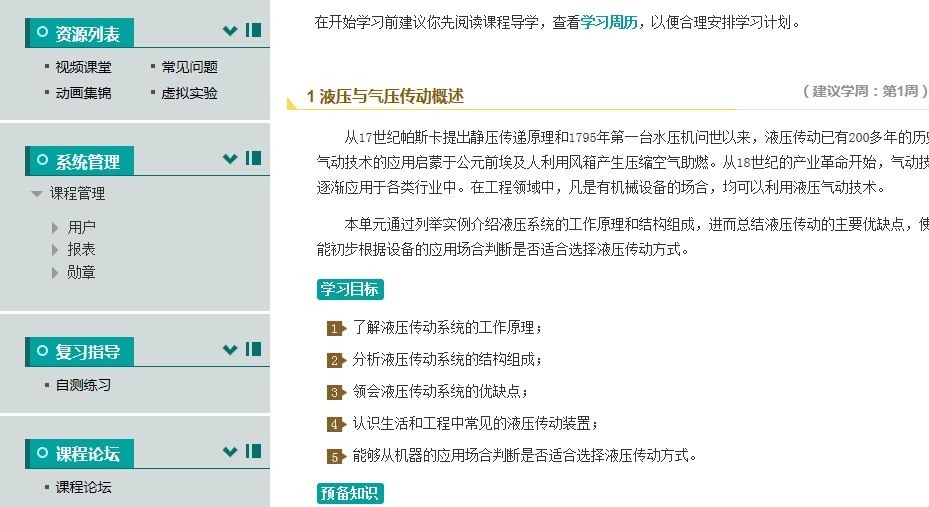 资源列表
视频课堂
常见问题
动画集锦
虚拟实验
系统管理
课程管理
用户
报表
勋章
复习指导
自测练习
课程论坛
课程论坛
在开始学习前建议你先阅读课程导学，查看学习周历，以便合理安排学习计划。
1 液压与气压传动概述
（建议学周：第1周）
从17世纪帕斯卡提出静压传递原理和1795年第一台水压机问世以来，液压传动已有200多年的历
气动技术的应用启蒙于公元前埃及人利用风箱产生压缩空气助燃。从18世纪的产业革命开始，气动技
逐渐应用于各类行业中。在工程领域中，凡是有机械设备的场合，均可以利用液压气动技术。
本单元通过列举实例介绍液压系统的工作原理和结构组成，进而总结液压传动的主要优缺点，使
能初步根据设备的应用场合判断是否适合选择液压传动方式。
学习目标
1 了解液压传动系统的工作原理；
2 分析液压传动系统的结构组成；
3 领会液压传动系统的优缺点；
4 认识生活和工程中常见的液压传动装置；
5 能够从机器的应用场合判断是否适合选择液压传动方式。
预备知识